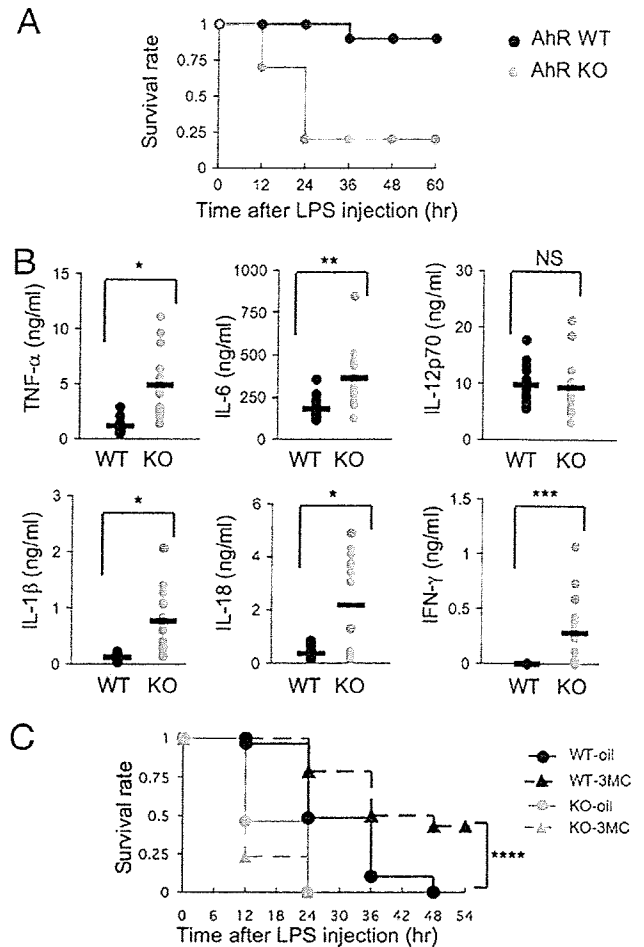 A
Survival rate
1
0.75
0.5
0.25
0
0 12 24 36 48 60
Time after LPS injection (hr)
AhR WT
AhR KO
B
TNF-α (ng/ml)
15
10
5
0
*
WT KO
IL-6 (ng/ml)
1000
750
500
250
0
**
WT KO
IL-12p70 (ng/ml)
30
20
10
0
NS
WT KO
IL-1β (ng/ml)
3
2
1
0
*
WT KO
IL-18 (ng/ml)
6
4
2
0
*
WT KO
IFN-γ (ng/ml)
1.5
1
0.5
0
***
WT KO
C
Survival rate
1
0.75
0.5
0.25
0
0 6 12 18 24 30 36 42 48 54
Time after LPS injection (hr)
WT-oil
WT-3MC
KO-oil
KO-3MC
****